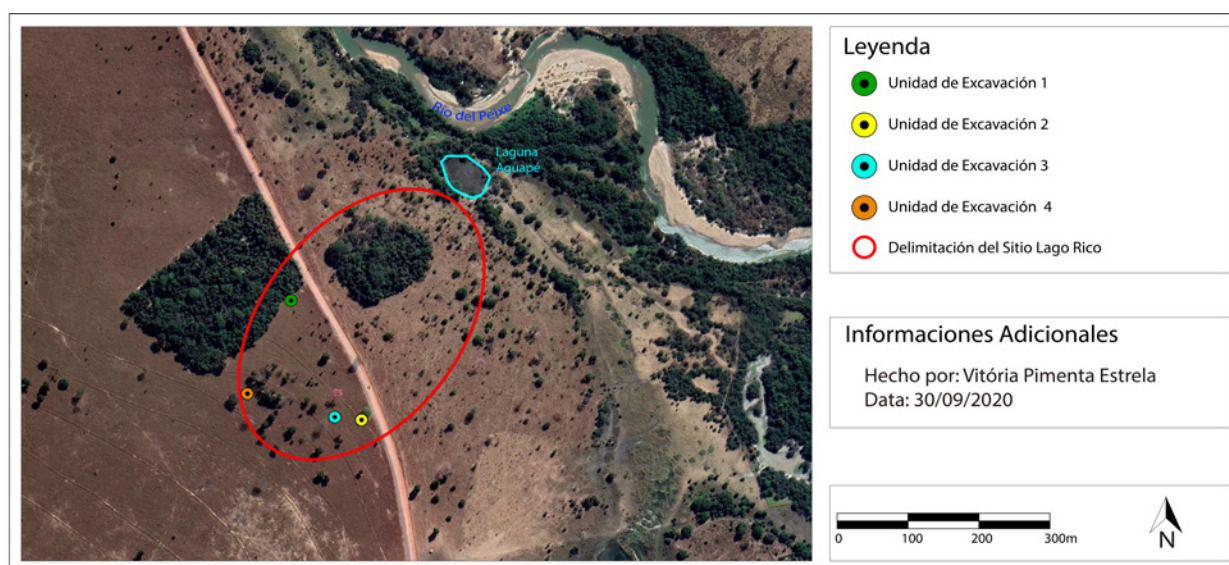 Río del Peixe
Laguna
Aguapé
Leyenda
Unidad de Excavación 1
Unidad de Excavación 2
Unidad de Excavación 3
Unidad de Excavación 4
Delimitación del Sitio Lago Rico
Informaciones Adicionales
Hecho por: Vitória Pimenta Estrela
Data: 30/09/2020
0 100 200 300m
N